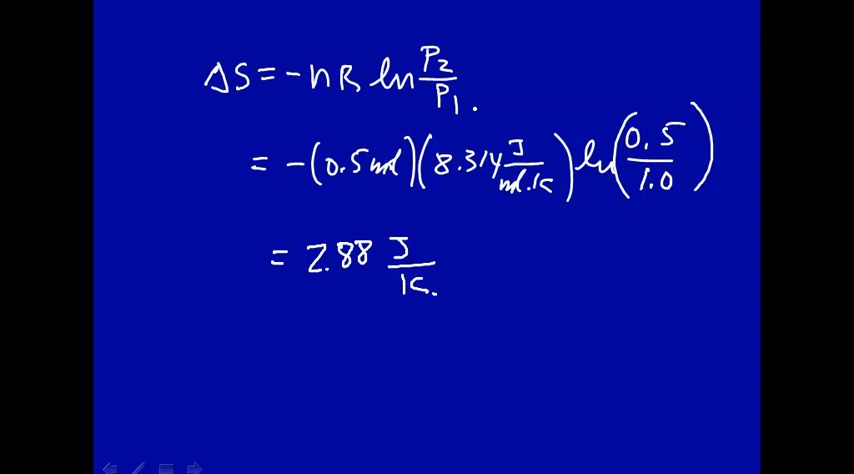 ΔS = -nR ln P₂/P₁.
= -(0.5 mol)(8.314 J/mol·K) ln(0.5/1.0)
= 2.88 J/K.